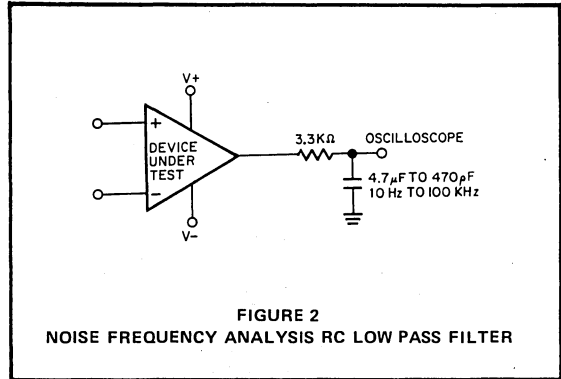 V+
+
DEVICE
UNDER
TEST
−
V−
3.3KΩ
OSCILLOSCOPE
4.7µF TO 470ρF
10 Hz TO 100 KHz
FIGURE 2
NOISE FREQUENCY ANALYSIS RC LOW PASS FILTER